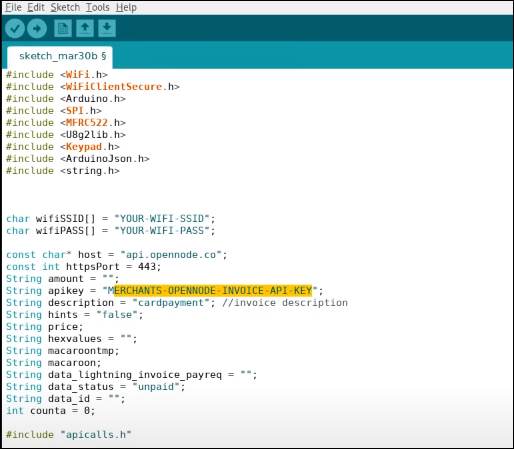 File Edit Sketch Tools Help
sketch_mar30b §
#include <WiFi.h>
#include <WiFiClientSecure.h>
#include <Arduino.h>
#include <SPI.h>
#include <MFRC522.h>
#include <U8g2lib.h>
#include <Keypad.h>
#include <ArduinoJson.h>
#include <string.h>
char wifiSSID[] = "YOUR-WIFI-SSID";
char wifiPASS[] = "YOUR-WIFI-PASS";
const char* host = "api.opennode.co";
const int httpsPort = 443;
String amount = "";
String apikey = "MERCHANTS-OPENNODE-INVOICE-API-KEY";
String description = "cardpayment"; //invoice description
String hints = "false";
String price;
String hexvalues = "";
String macaroontmp;
String macaroon;
String data_lightning_invoice_payreq = "";
String data_status = "unpaid";
String data_id = "";
int counta = 0;
#include "apicalls.h"